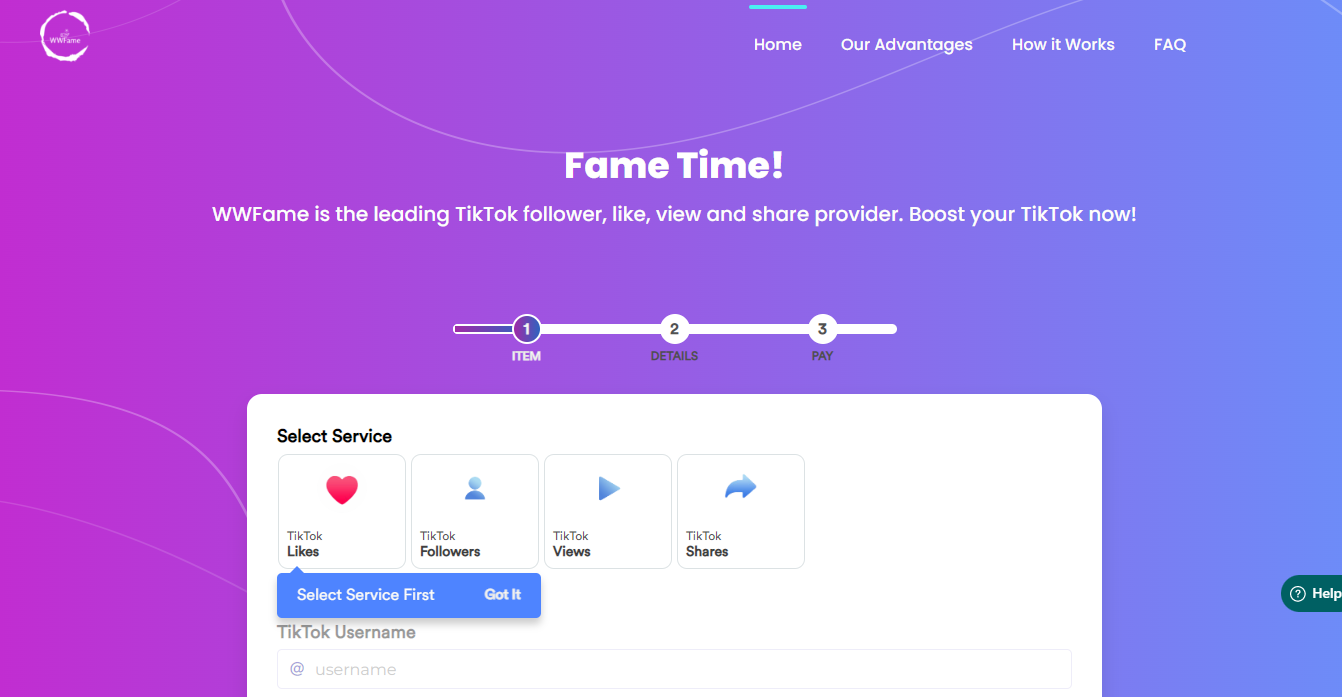 WWFame
Home Our Advantages How it Works FAQ
Fame Time!
WWFame is the leading TikTok follower, like, view and share provider. Boost your TikTok now!
1 2 3
ITEM DETAILS PAY
Select Service
TikTok TikTok TikTok TikTok
Likes Followers Views Shares
Select Service First Got It
Help
TikTok Username
@ username